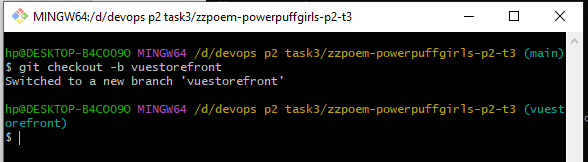 MINGW64:/d/devops p2 task3/zzpoem-powerpuffgirls-p2-t3
hp@DESKTOP-B4COO9O MINGW64 /d/devops p2 task3/zzpoem-powerpuffgirls-p2-t3 (main)
$ git checkout -b vuestorefront
Switched to a new branch 'vuestorefront'
hp@DESKTOP-B4COO9O MINGW64 /d/devops p2 task3/zzpoem-powerpuffgirls-p2-t3 (vuest
orefront)
$